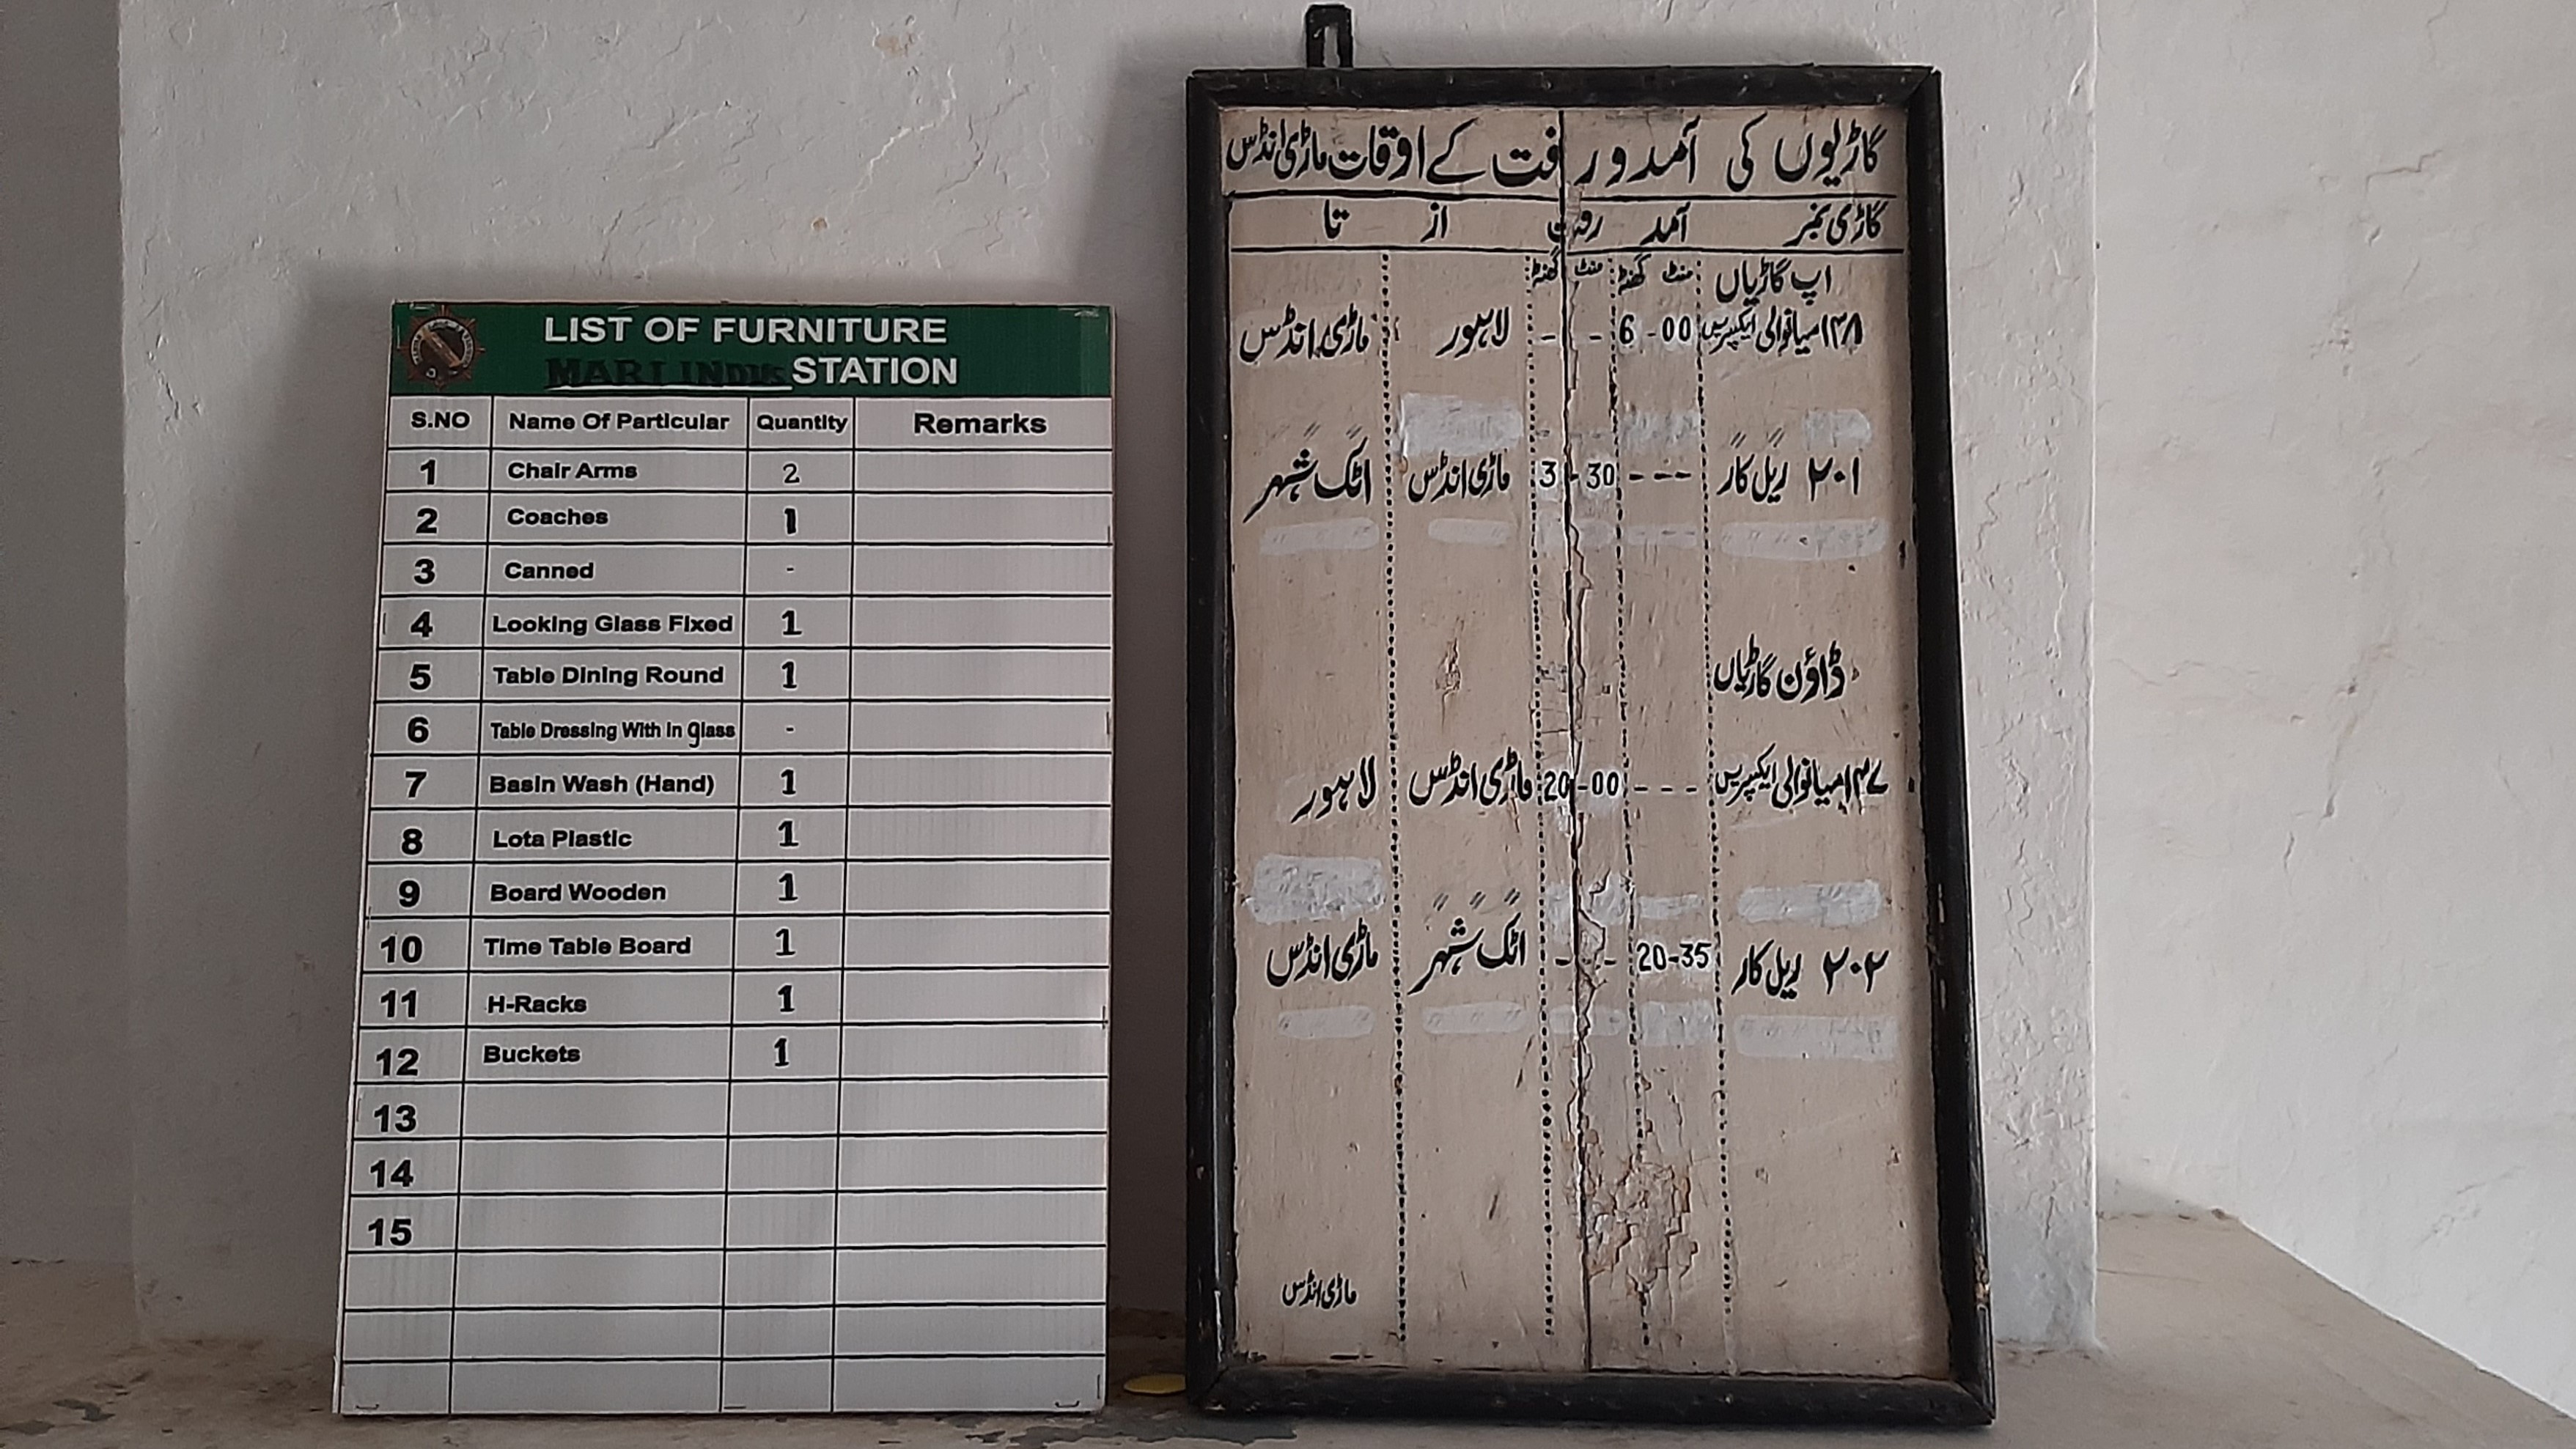 LIST OF FURNITURE
MARI INDUS STATION
S.NO Name Of Particular Quantity Remarks
1 Chair Arms 2
2 Coaches 1
3 Canned -
4 Looking Glass Fixed 1
5 Table Dining Round 1
6 Table Dressing With in glass -
7 Basin Wash (Hand) 1
8 Lota Plastic 1
9 Board Wooden 1
10 Time Table Board 1
11 H-Racks 1
12 Buckets 1
13
14
15
گاڑیوں کی آمدورفت کے اوقات ماڑی انڈس
گاڑی نمبر آمد روانگی از تا
اپ گاڑیاں منٹ گھنٹہ منٹ گھنٹہ
۱۴۸ میانوالی ایکسپریس 6-00 - - لاہور ماڑی انڈس
۲۰۱ ریل کار --- 3-30 ماڑی انڈس اٹک شہر
ڈاؤن گاڑیاں
۱۴۷ میانوالی ایکسپریس --- 20-00 ماڑی انڈس لاہور
۲۰۲ ریل کار 20-35 - - اٹک شہر ماڑی انڈس
ماڑی انڈس